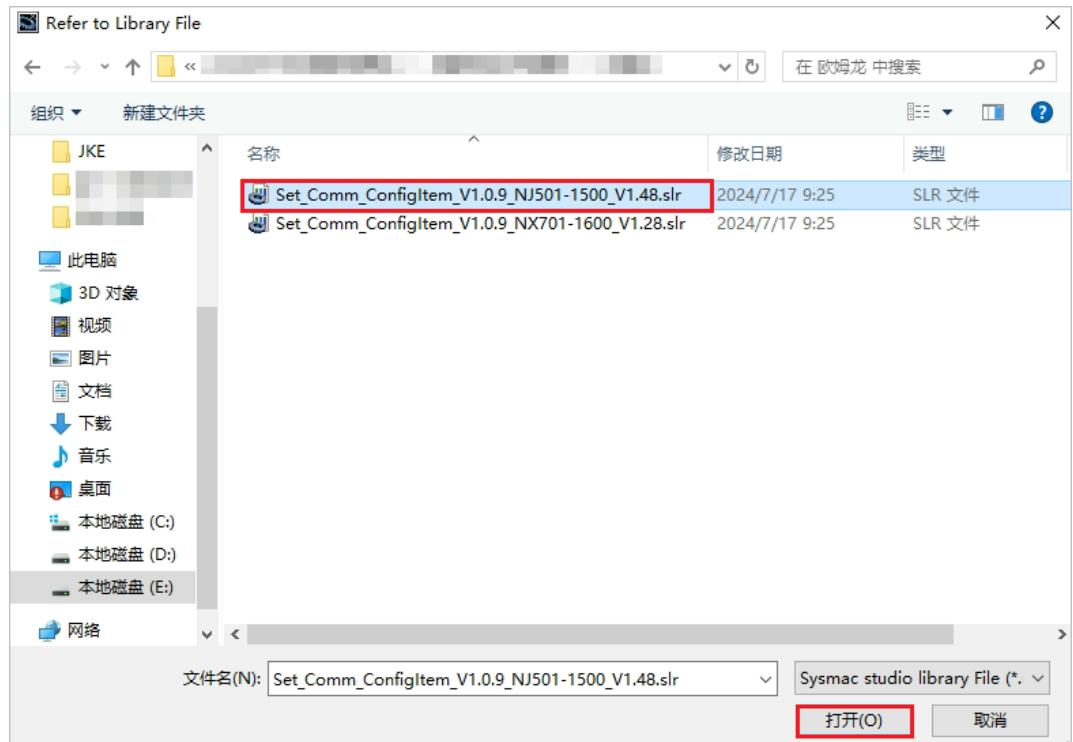 Refer to Library File
« 在 欧姆龙 中搜索
组织 新建文件夹
名称 修改日期 类型
JKE
Set_Comm_ConfigItem_V1.0.9_NJ501-1500_V1.48.slr 2024/7/17 9:25 SLR 文件
Set_Comm_ConfigItem_V1.0.9_NX701-1600_V1.28.slr 2024/7/17 9:25 SLR 文件
此电脑
3D 对象
视频
图片
文档
下载
音乐
桌面
本地磁盘 (C:)
本地磁盘 (D:)
本地磁盘 (E:)
网络
文件名(N): Set_Comm_ConfigItem_V1.0.9_NJ501-1500_V1.48.slr Sysmac studio library File (*.
打开(O) 取消